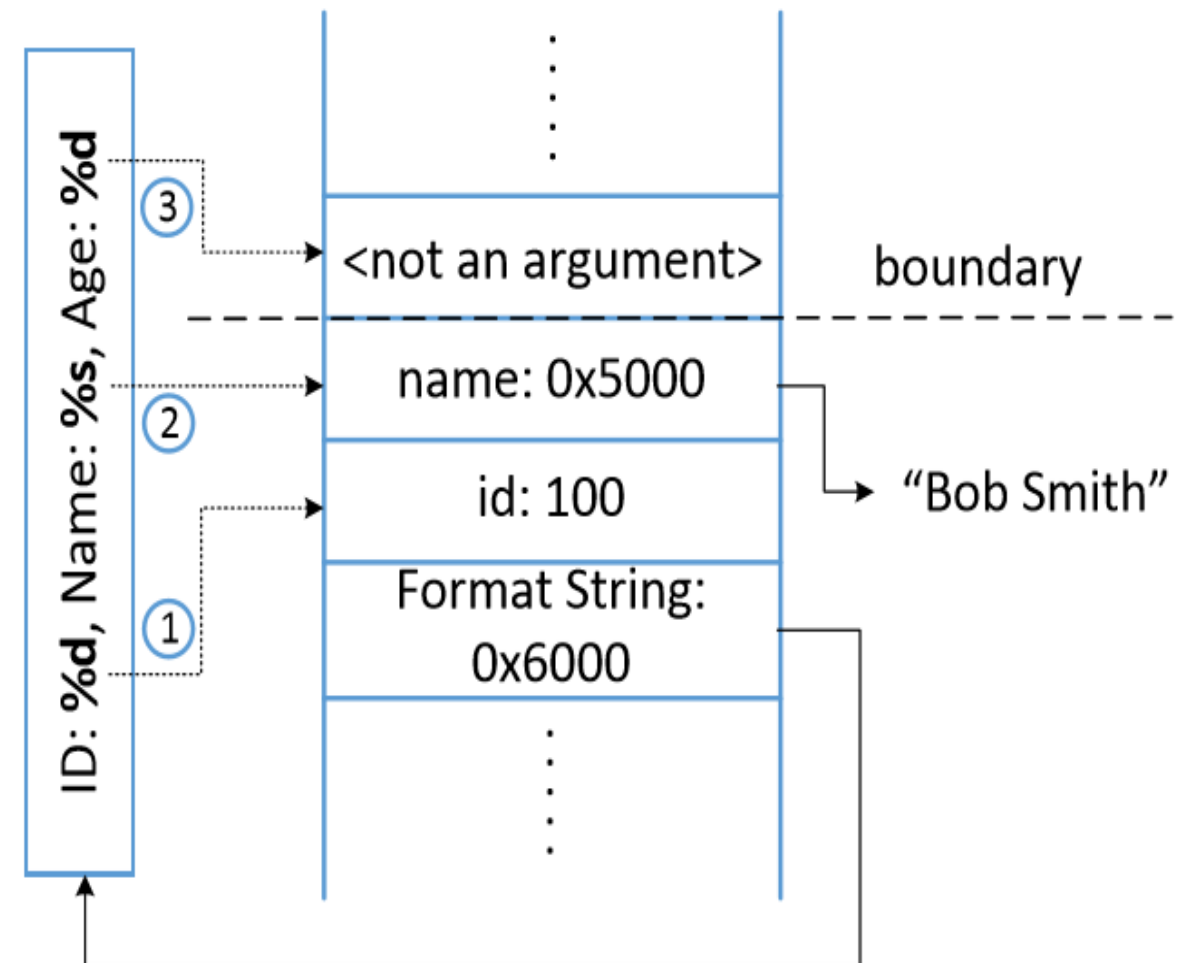 ID: %d, Name: %s, Age: %d
3
<not an argument>
boundary
name: 0x5000
2
id: 100
“Bob Smith”
1
Format String:
0x6000